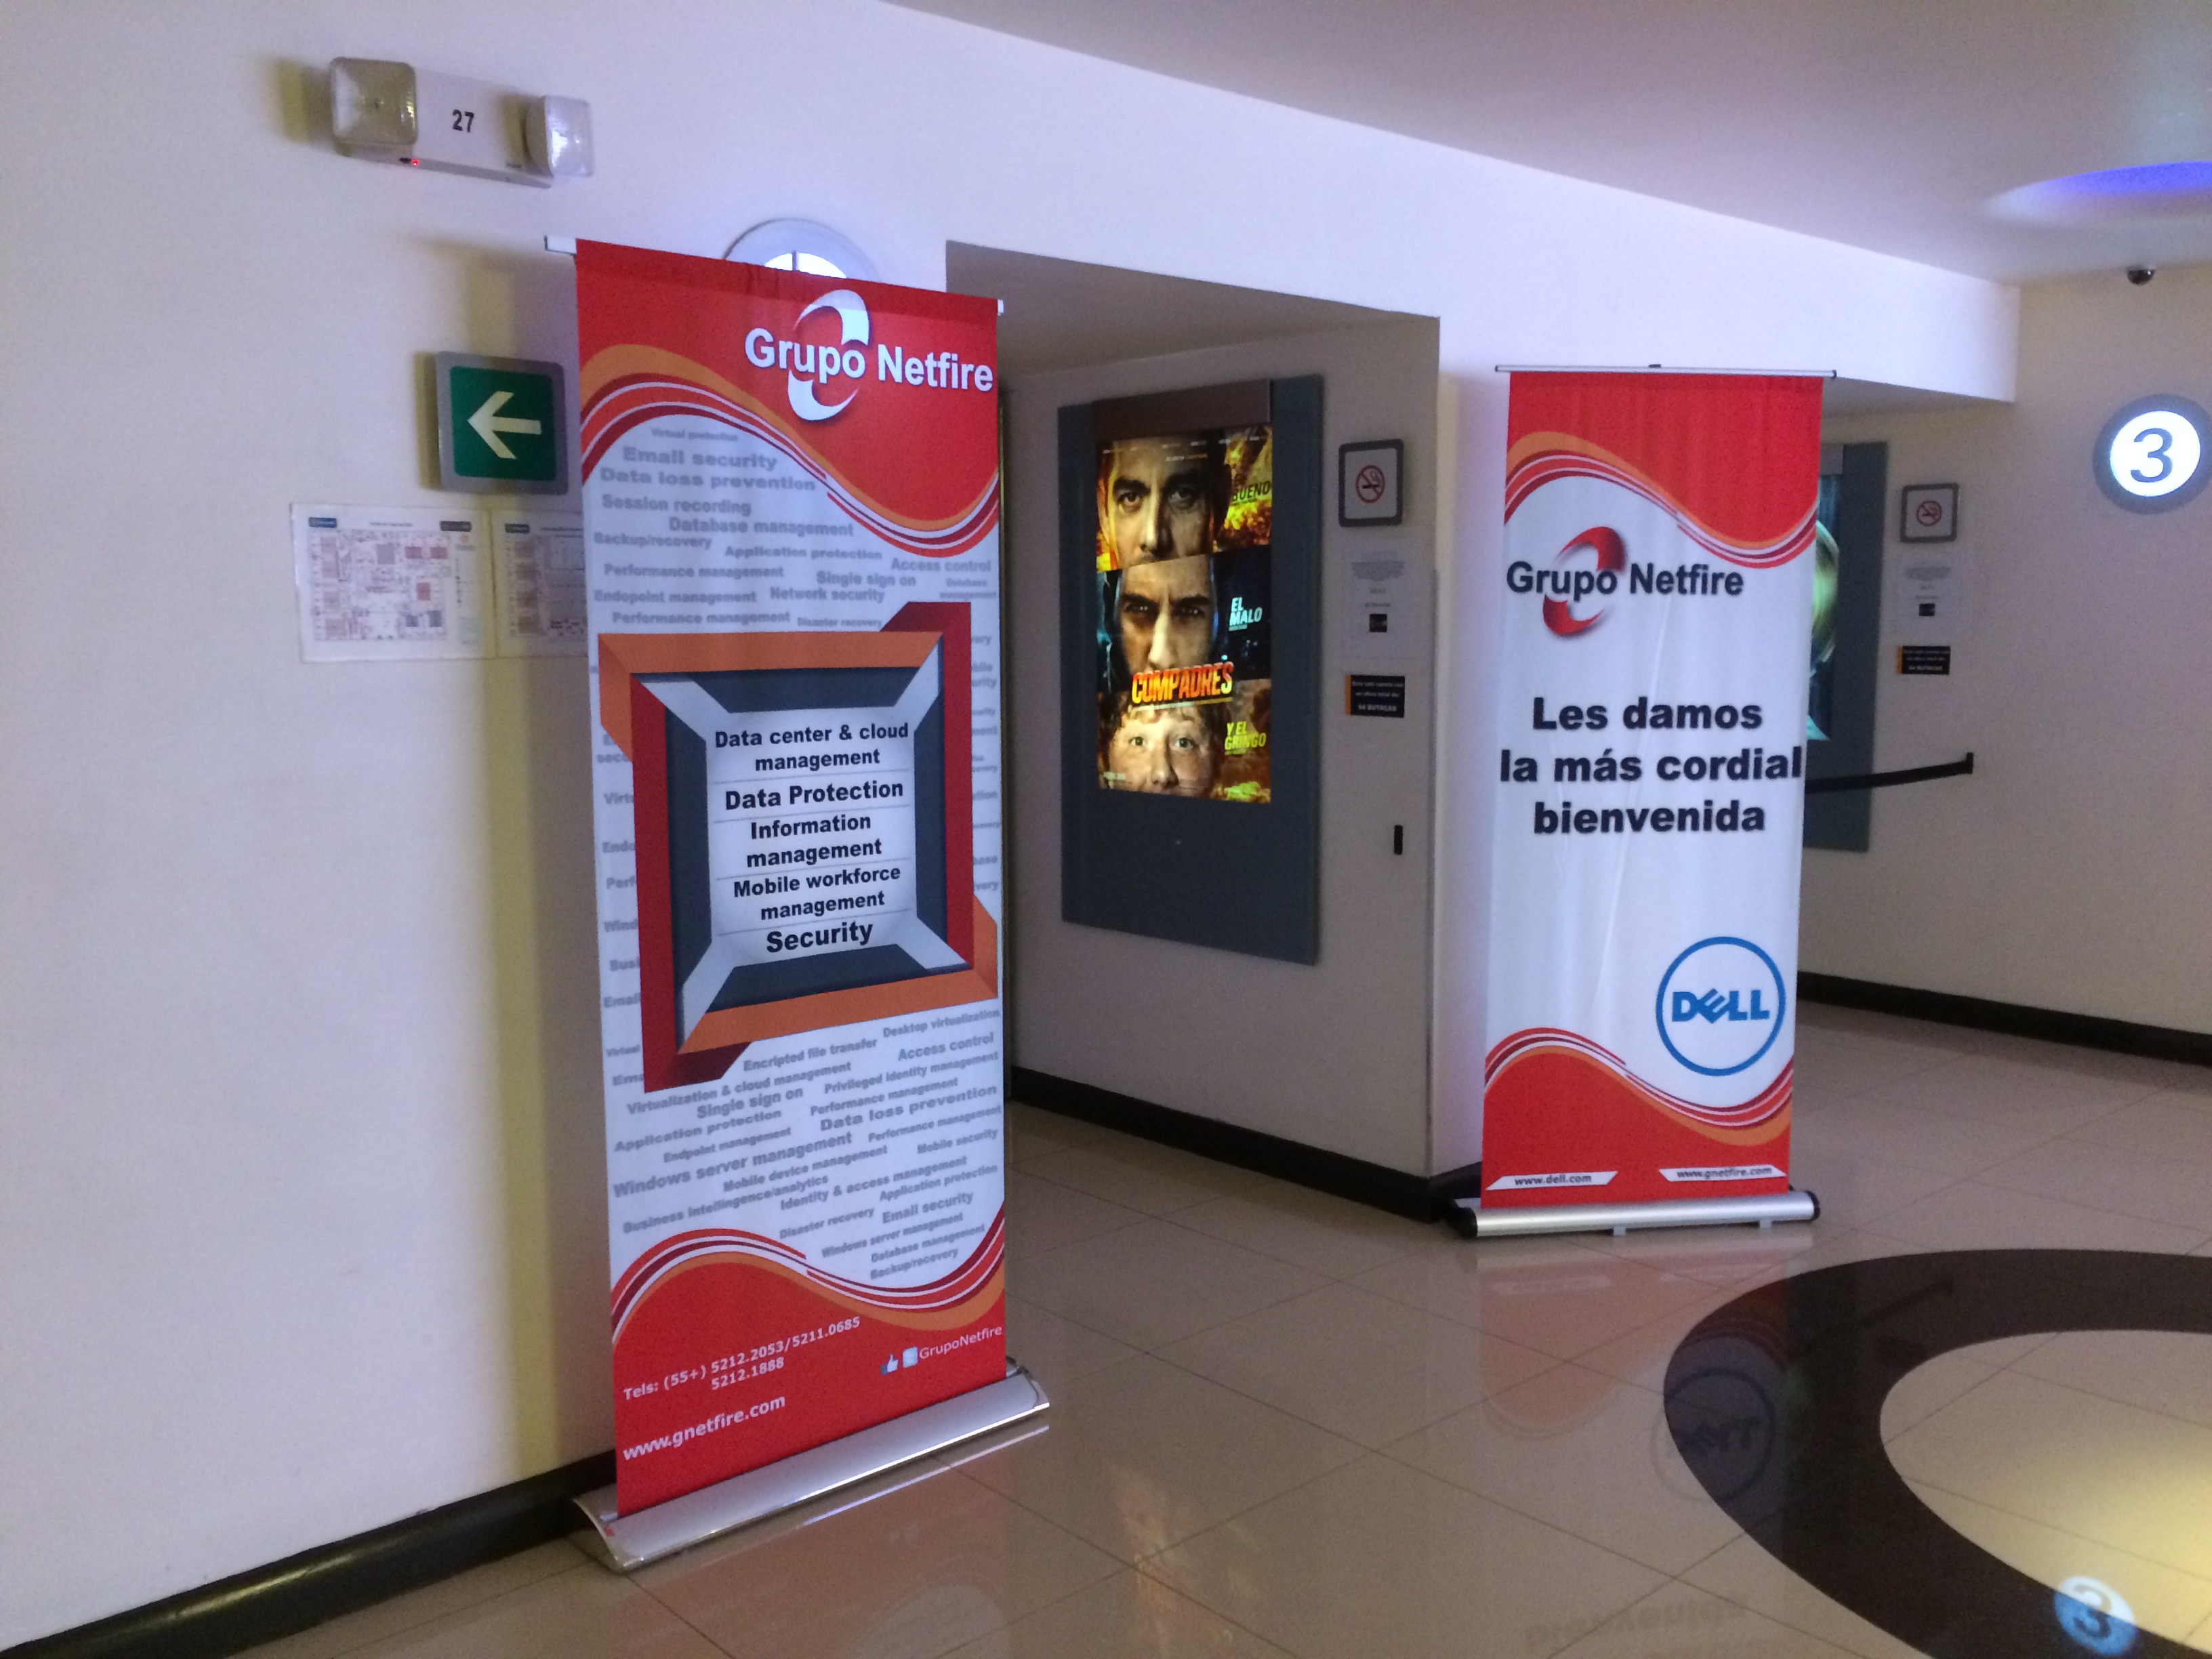 27
Grupo Netfire
Virtual protection
Email security
Data loss prevention
Session recording
Database management
Backup/recovery
Application protection
Access control
Performance management
Single sign on
Database
management
Endopoint management
Network security
Performance management
Disaster recovery
Data center & cloud
management
Data Protection
Information
management
Mobile workforce
management
Security
Desktop virtualization
Encripted file transfer
Access control
Virtualization & cloud management
Privileged identity management
Single sign on
Performance management
Application protection
Data loss prevention
Endpoint management
Performance management
Windows server management
Mobile security
Mobile device management
Business intellingence/analytics
Identity & access management
Application protection
Disaster recovery
Email security
Windows server management
Database management
Backup/recovery
Tels: (55+) 5212.2053/5211.0685
5212.1888
GrupoNetfire
www.gnetfire.com
BUENO
EL
MALO
COMPADRES
Y EL
GRINGO
Grupo Netfire
Les damos
la más cordial
bienvenida
DELL
www.dell.com
www.gnetfire.com
3
3